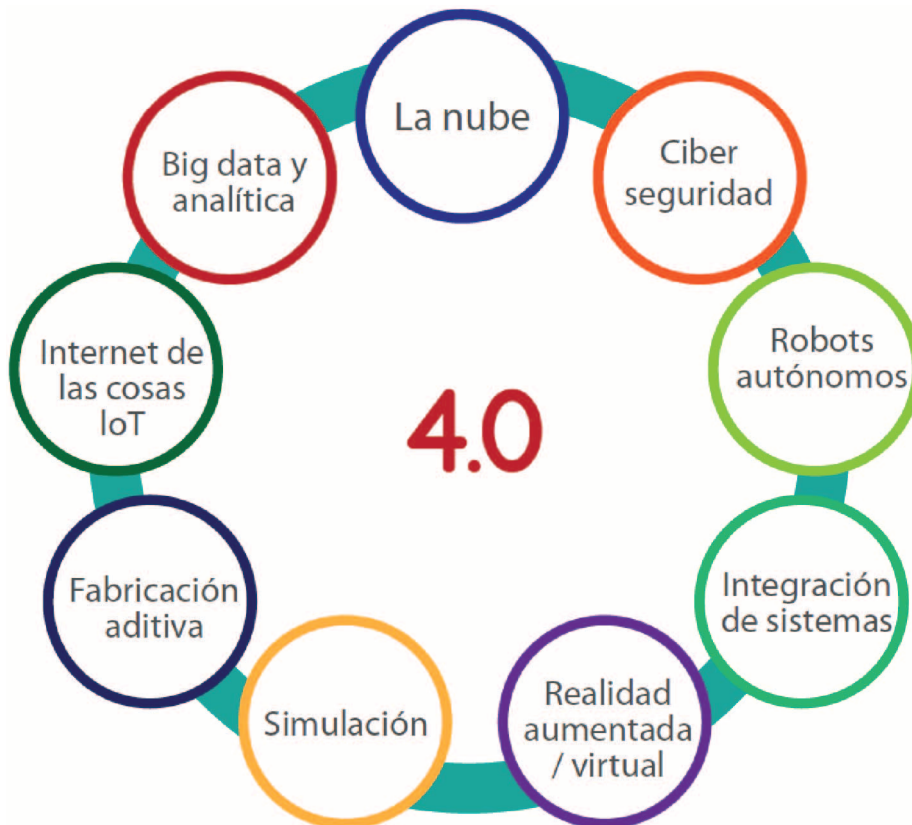 La nube
Ciber
seguridad
Robots
autónomos
Integración
de sistemas
Realidad
aumentada
/ virtual
Simulación
Fabricación
aditiva
Internet de
las cosas
IoT
Big data y
analítica
4.0